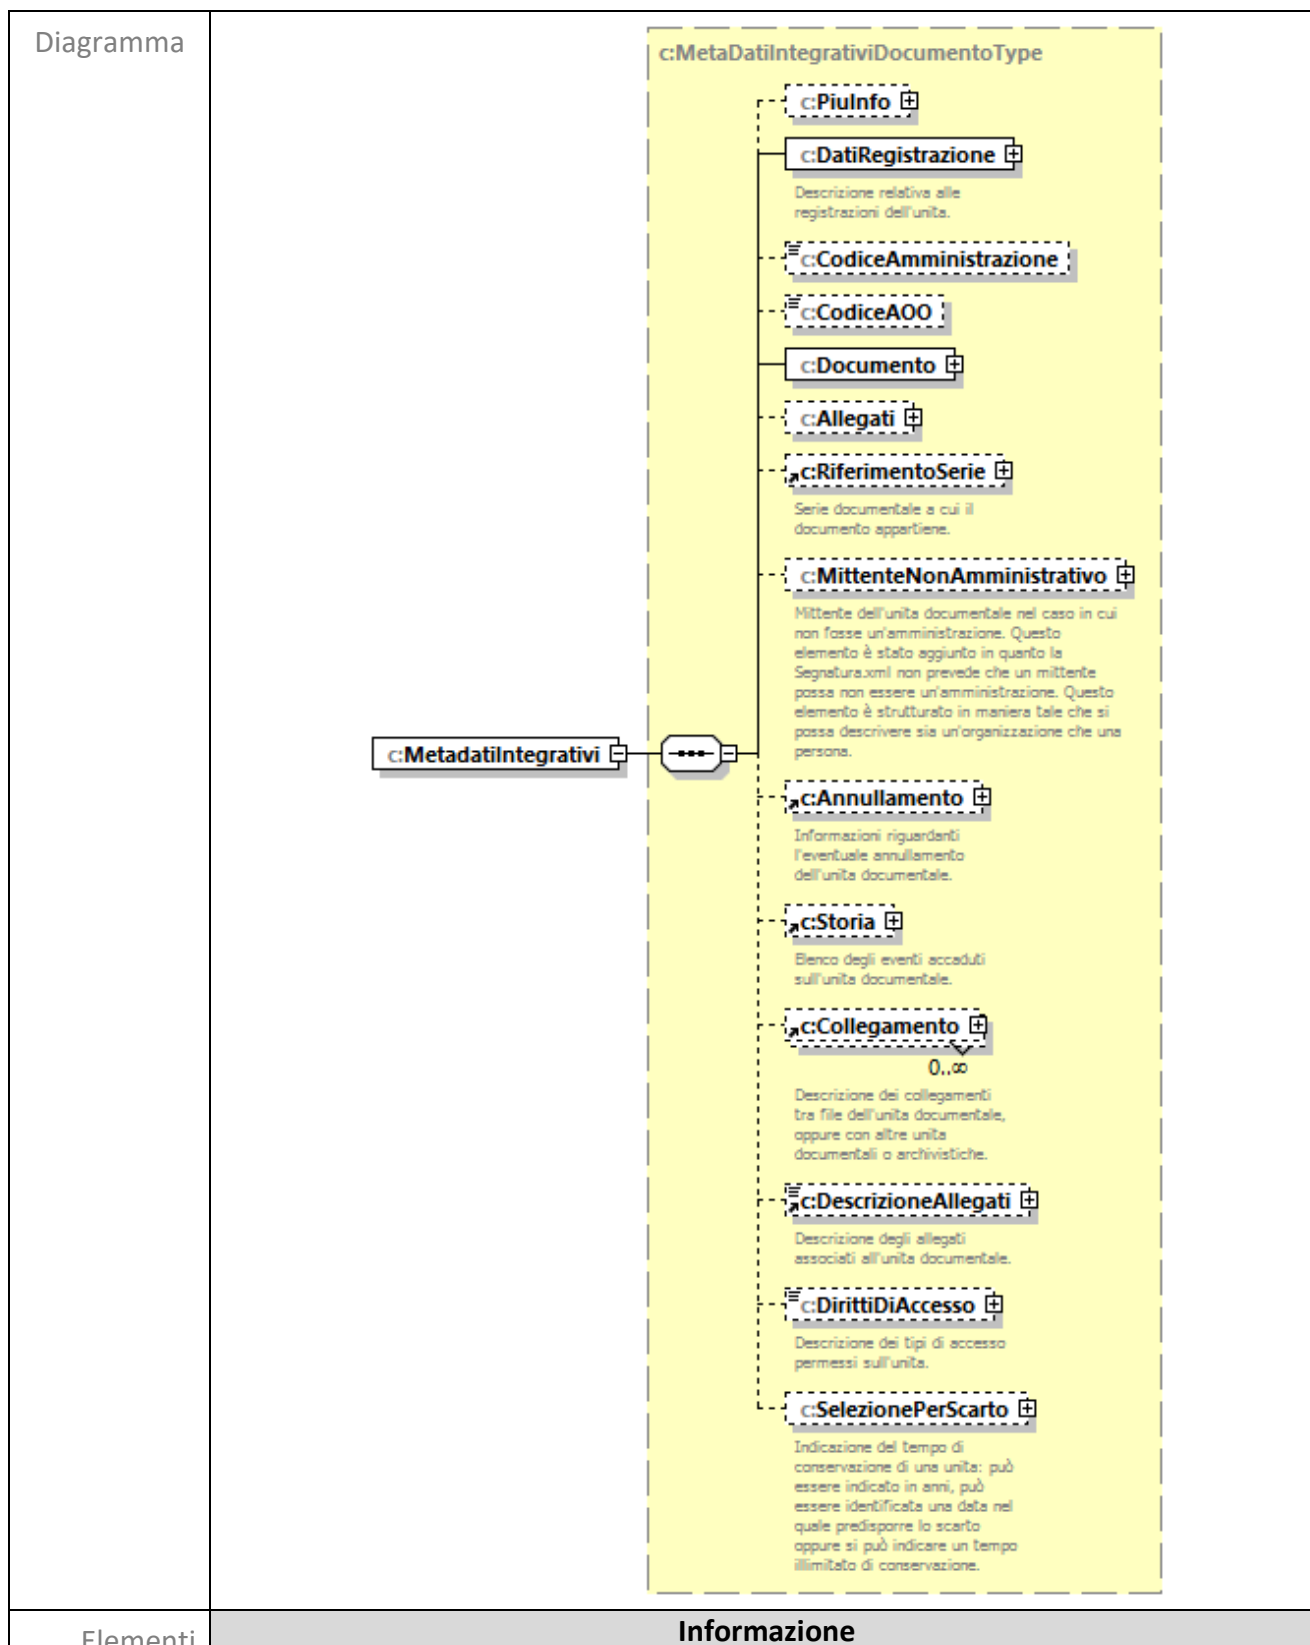 Diagramma
c:MetaDatiIntegrativiDocumentoType
c:PiuInfo
c:DatiRegistrazione
Descrizione relativa alle
registrazioni dell'unita.
c:CodiceAmministrazione
c:CodiceAOO
c:Documento
c:Allegati
c:RiferimentoSerie
Serie documentale a cui il
documento appartiene.
c:MittenteNonAmministrativo
Mittente dell'unita documentale nel caso in cui
non fosse un'amministrazione. Questo
elemento è stato aggiunto in quanto la
Segnatura.xml non prevede che un mittente
possa non essere un'amministrazione. Questo
elemento è strutturato in maniera tale che si
possa descrivere sia un'organizzazione che una
persona.
c:MetadatiIntegrativi
c:Annullamento
Informazioni riguardanti
l'eventuale annullamento
dell'unita documentale.
c:Storia
Elenco degli eventi accaduti
sull'unita documentale.
c:Collegamento
0..∞
Descrizione dei collegamenti
tra file dell'unita documentale,
oppure con altre unita
documentali o archivistiche.
c:DescrizioneAllegati
Descrizione degli allegati
associati all'unita documentale.
c:DirittiDiAccesso
Descrizione dei tipi di accesso
permessi sull'unita.
c:SelezionePerScarto
Indicazione del tempo di
conservazione di una unita: può
essere indicato in anni, può
essere identificata una data nel
quale predisporre lo scarto
oppure si può indicare un tempo
illimitato di conservazione.
Elementi
Informazione